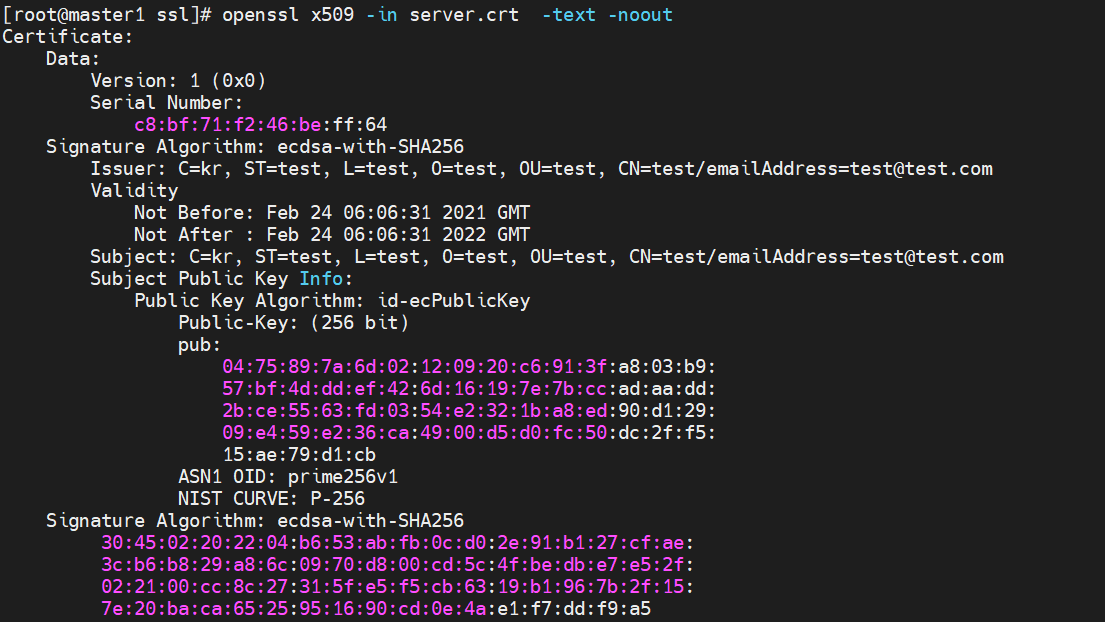 [root@master1 ssl]# openssl x509 -in server.crt  -text -noout
Certificate:
    Data:
        Version: 1 (0x0)
        Serial Number:
            c8:bf:71:f2:46:be:ff:64
    Signature Algorithm: ecdsa-with-SHA256
        Issuer: C=kr, ST=test, L=test, O=test, OU=test, CN=test/emailAddress=test@test.com
        Validity
            Not Before: Feb 24 06:06:31 2021 GMT
            Not After : Feb 24 06:06:31 2022 GMT
        Subject: C=kr, ST=test, L=test, O=test, OU=test, CN=test/emailAddress=test@test.com
        Subject Public Key Info:
            Public Key Algorithm: id-ecPublicKey
                Public-Key: (256 bit)
                pub:
                    04:75:89:7a:6d:02:12:09:20:c6:91:3f:a8:03:b9:
                    57:bf:4d:dd:ef:42:6d:16:19:7e:7b:cc:ad:aa:dd:
                    2b:ce:55:63:fd:03:54:e2:32:1b:a8:ed:90:d1:29:
                    09:e4:59:e2:36:ca:49:00:d5:d0:fc:50:dc:2f:f5:
                    15:ae:79:d1:cb
                ASN1 OID: prime256v1
                NIST CURVE: P-256
    Signature Algorithm: ecdsa-with-SHA256
         30:45:02:20:22:04:b6:53:ab:fb:0c:d0:2e:91:b1:27:cf:ae:
         3c:b6:b8:29:a8:6c:09:70:d8:00:cd:5c:4f:be:db:e7:e5:2f:
         02:21:00:cc:8c:27:31:5f:e5:f5:cb:63:19:b1:96:7b:2f:15:
         7e:20:ba:ca:65:25:95:16:90:cd:0e:4a:e1:f7:dd:f9:a5